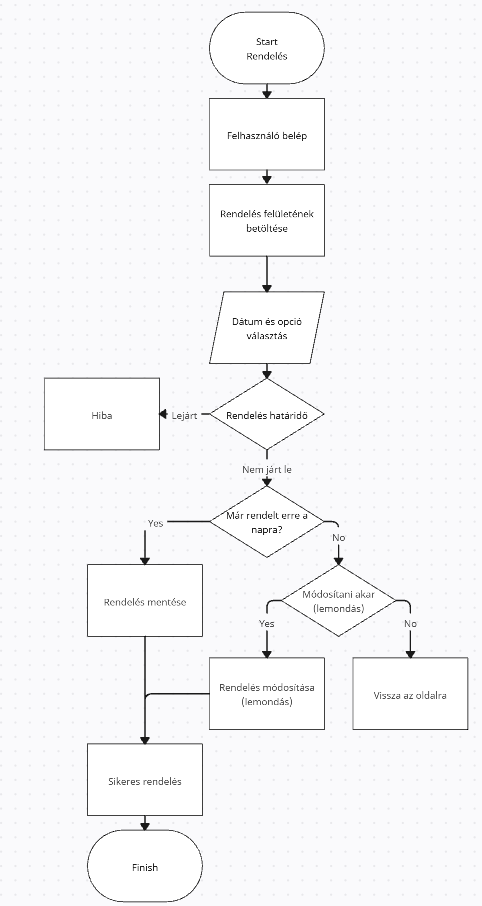 Start
Rendelés
Felhasználó belép
Rendelés felületének
betöltése
Dátum és opció
választás
Rendelés határidő
Lejárt
Hiba
Nem járt le
Már rendelt erre a
napra?
Yes
No
Rendelés mentése
Módosítani akar
(lemondás)
Yes
No
Rendelés módosítása
(lemondás)
Vissza az oldalra
Sikeres rendelés
Finish